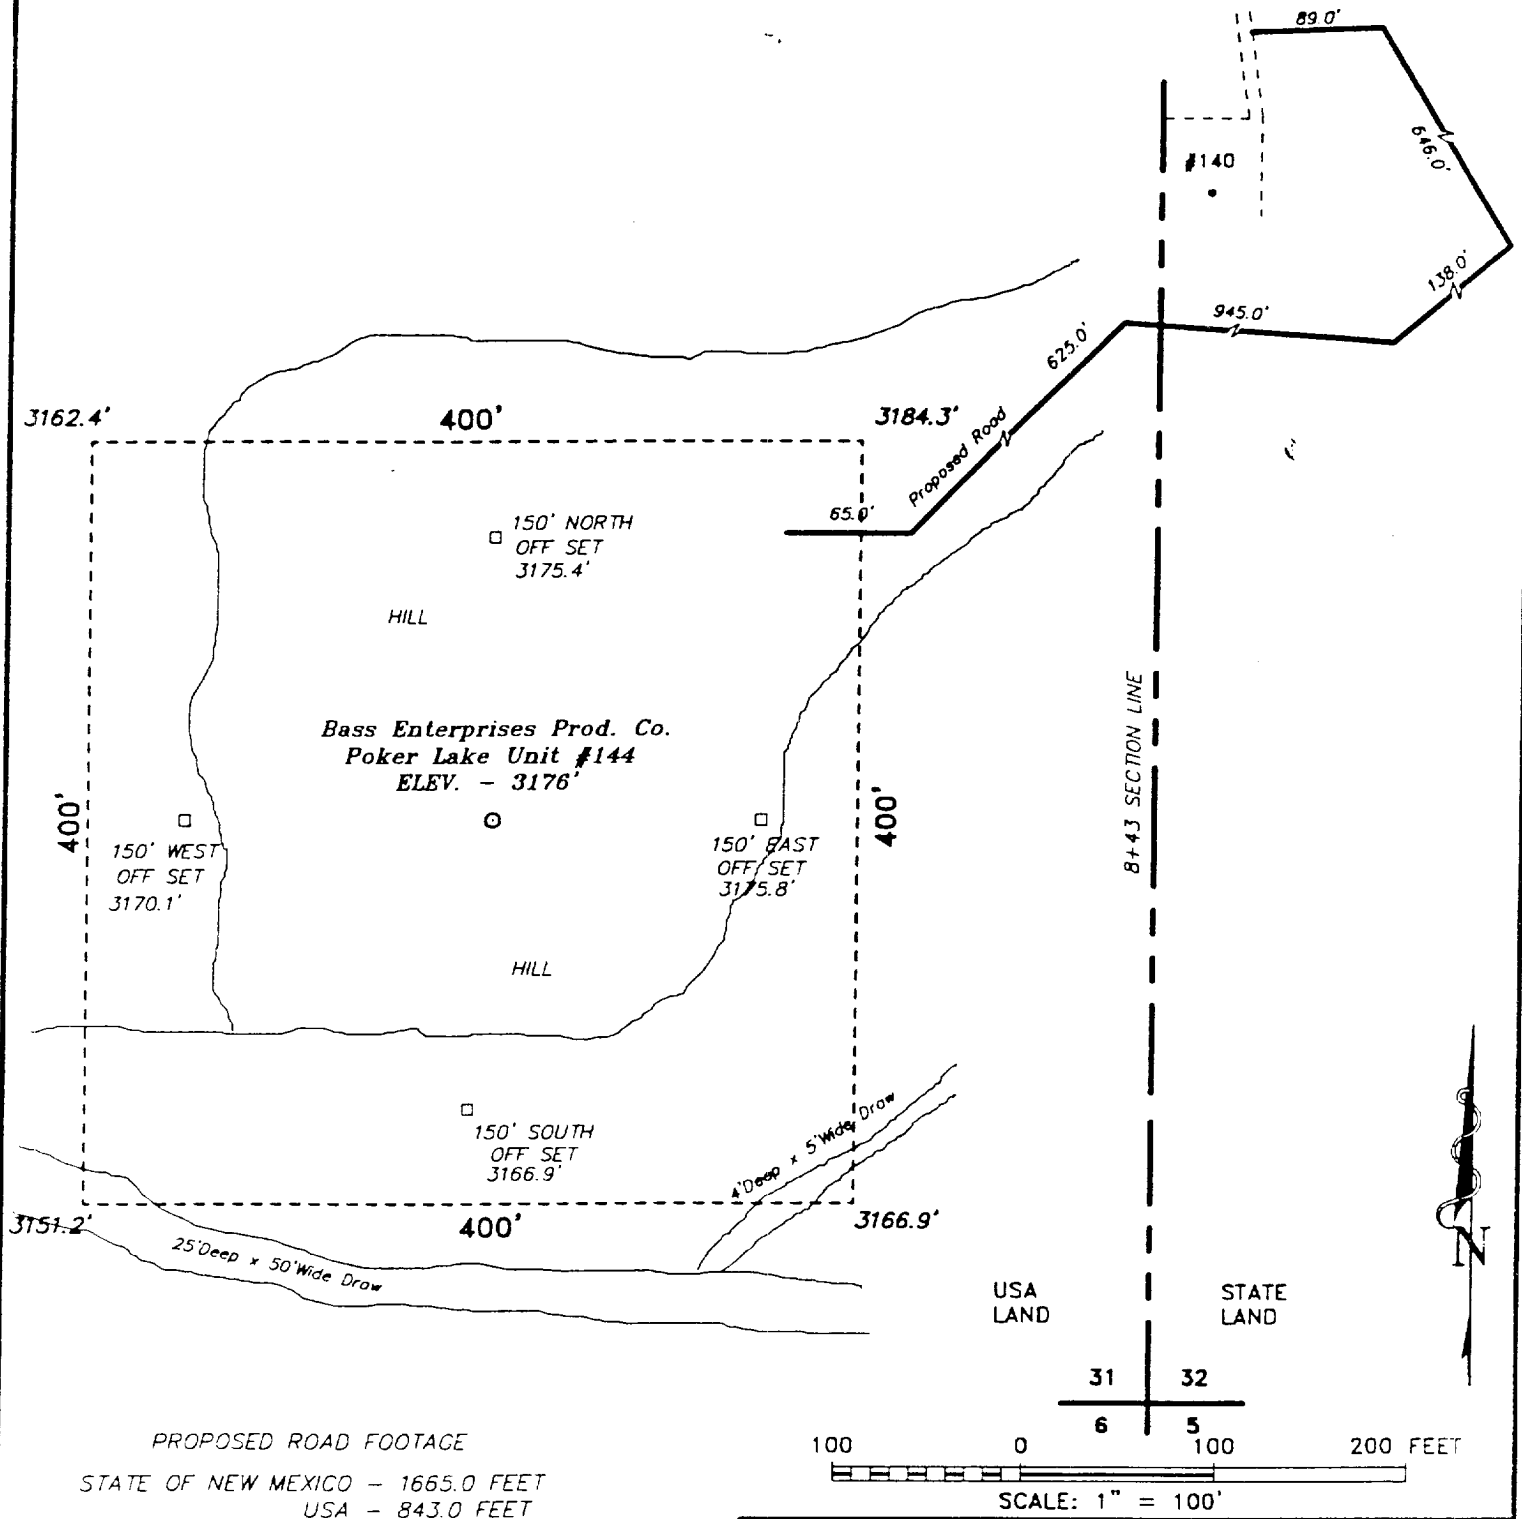 89.0'
646.0'
#140
138.0'
945.0'
625.0'
Proposed Road
65.0'
3162.4'
400'
3184.3'
150' NORTH
OFF SET
3175.4'
HILL
Bass Enterprises Prod. Co.
Poker Lake Unit #144
ELEV. - 3176'
400'
400'
150' WEST
OFF SET
3170.1'
150' EAST
OFF SET
3175.8'
8+43 SECTION LINE
HILL
150' SOUTH
OFF SET
3166.9'
4'Deep x 5'Wide Draw
3151.2'
400'
3166.9'
25'Deep x 50'Wide Draw
N
USA
LAND
STATE
LAND
31 32
6 5
PROPOSED ROAD FOOTAGE
STATE OF NEW MEXICO - 1665.0 FEET
USA - 843.0 FEET
100 0 100 200 FEET
SCALE: 1" = 100'